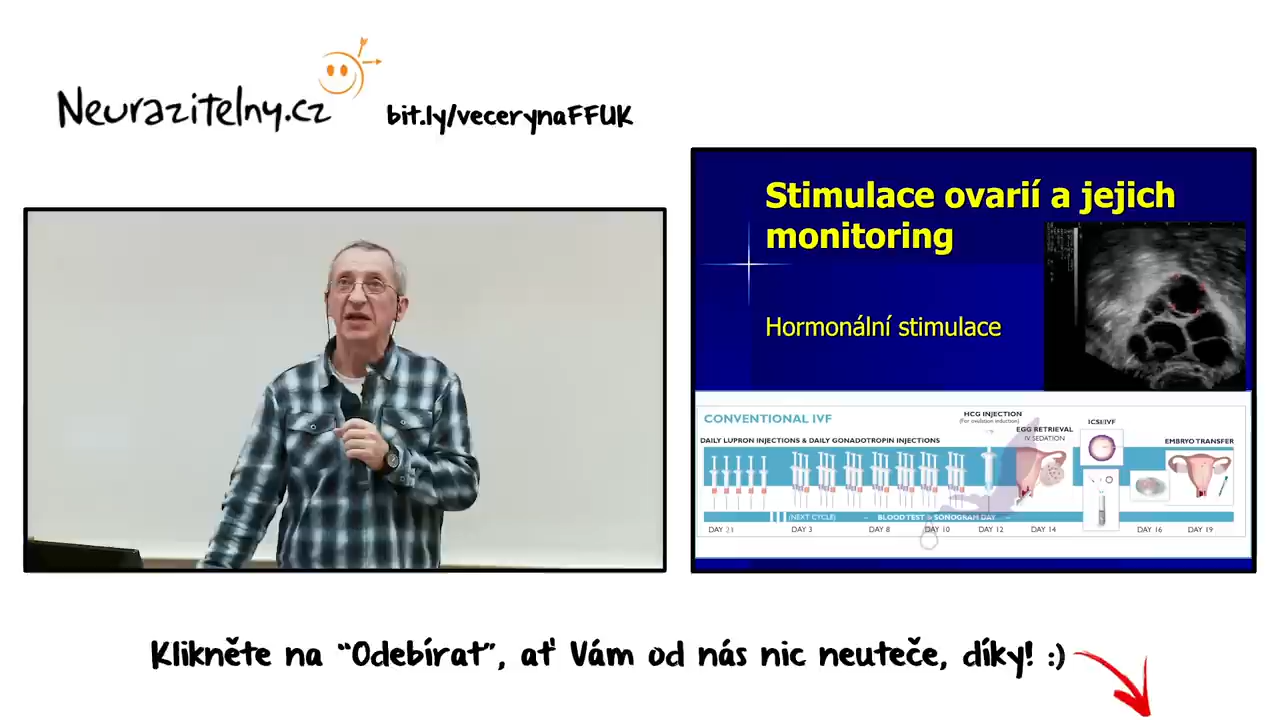 Neurazitelny.cz
bit.ly/vecerynaFFUK
Stimulace ovarií a jejich
monitoring
Hormonální stimulace
CONVENTIONAL IVF
HCG INJECTION
(For ovulation induction)
EGG RETRIEVAL
IV SEDATION
ICSI/IVF
DAILY LUPRON INJECTIONS & DAILY GONADOTROPIN INJECTIONS
EMBRYO TRANSFER
(NEXT CYCLE) – BLOOD TEST & SONOGRAM DAY –
DAY 21 DAY 3 DAY 8 DAY 10 DAY 12 DAY 14 DAY 16 DAY 19
Klikněte na "Odebírat", ať Vám od nás nic neuteče, díky! :)